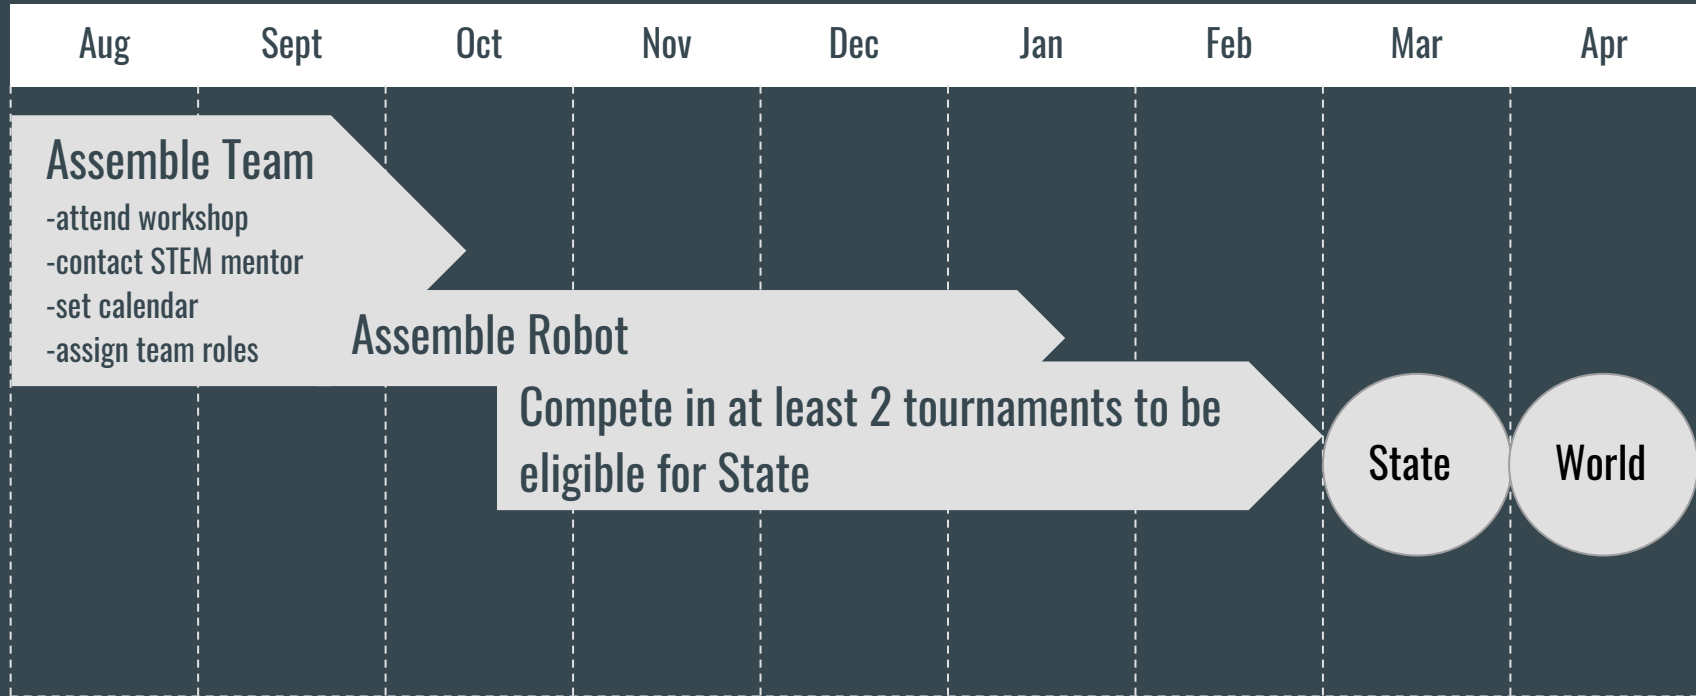 Aug Sept Oct Nov Dec Jan Feb Mar Apr
Assemble Team
-attend workshop
-contact STEM mentor
-set calendar
-assign team roles
Assemble Robot
Compete in at least 2 tournaments to be
eligible for State
State
World